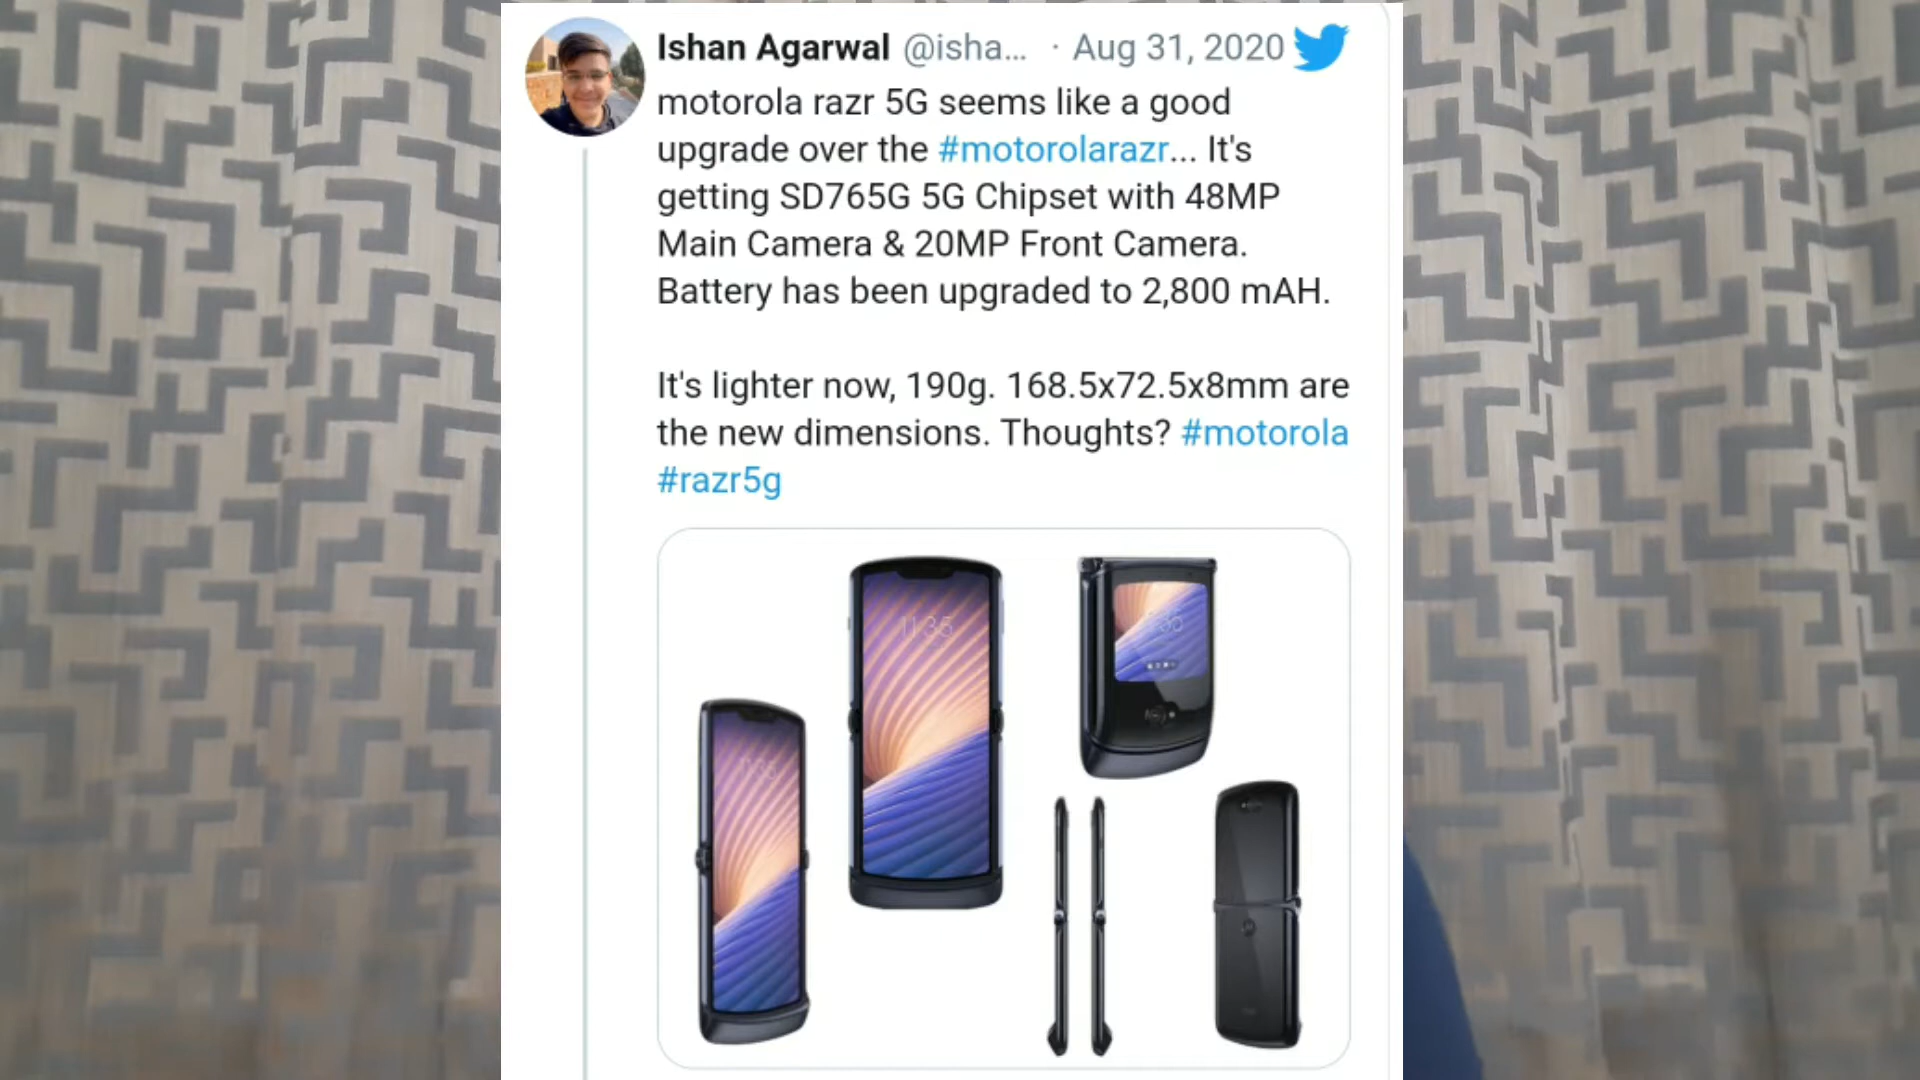 Ishan Agarwal @isha... · Aug 31, 2020
motorola razr 5G seems like a good
upgrade over the #motorolarazr... It's
getting SD765G 5G Chipset with 48MP
Main Camera & 20MP Front Camera.
Battery has been upgraded to 2,800 mAH.
It's lighter now, 190g. 168.5x72.5x8mm are
the new dimensions. Thoughts? #motorola
#razr5g
11:35